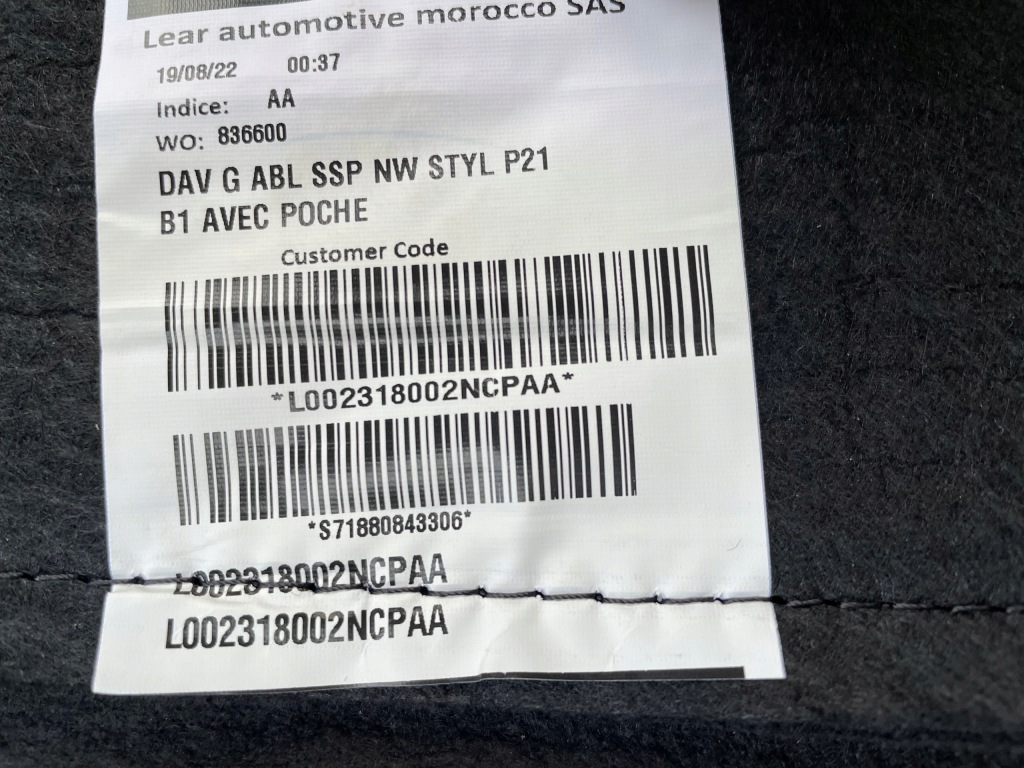 Lear automotive morocco SAS
19/08/22 00:37
Indice: AA
WO: 836600
DAV G ABL SSP NW STYL P21
B1 AVEC POCHE
Customer Code
*L002318002NCPAA*
*S71880843306*
L002318002NCPAA
L002318002NCPAA